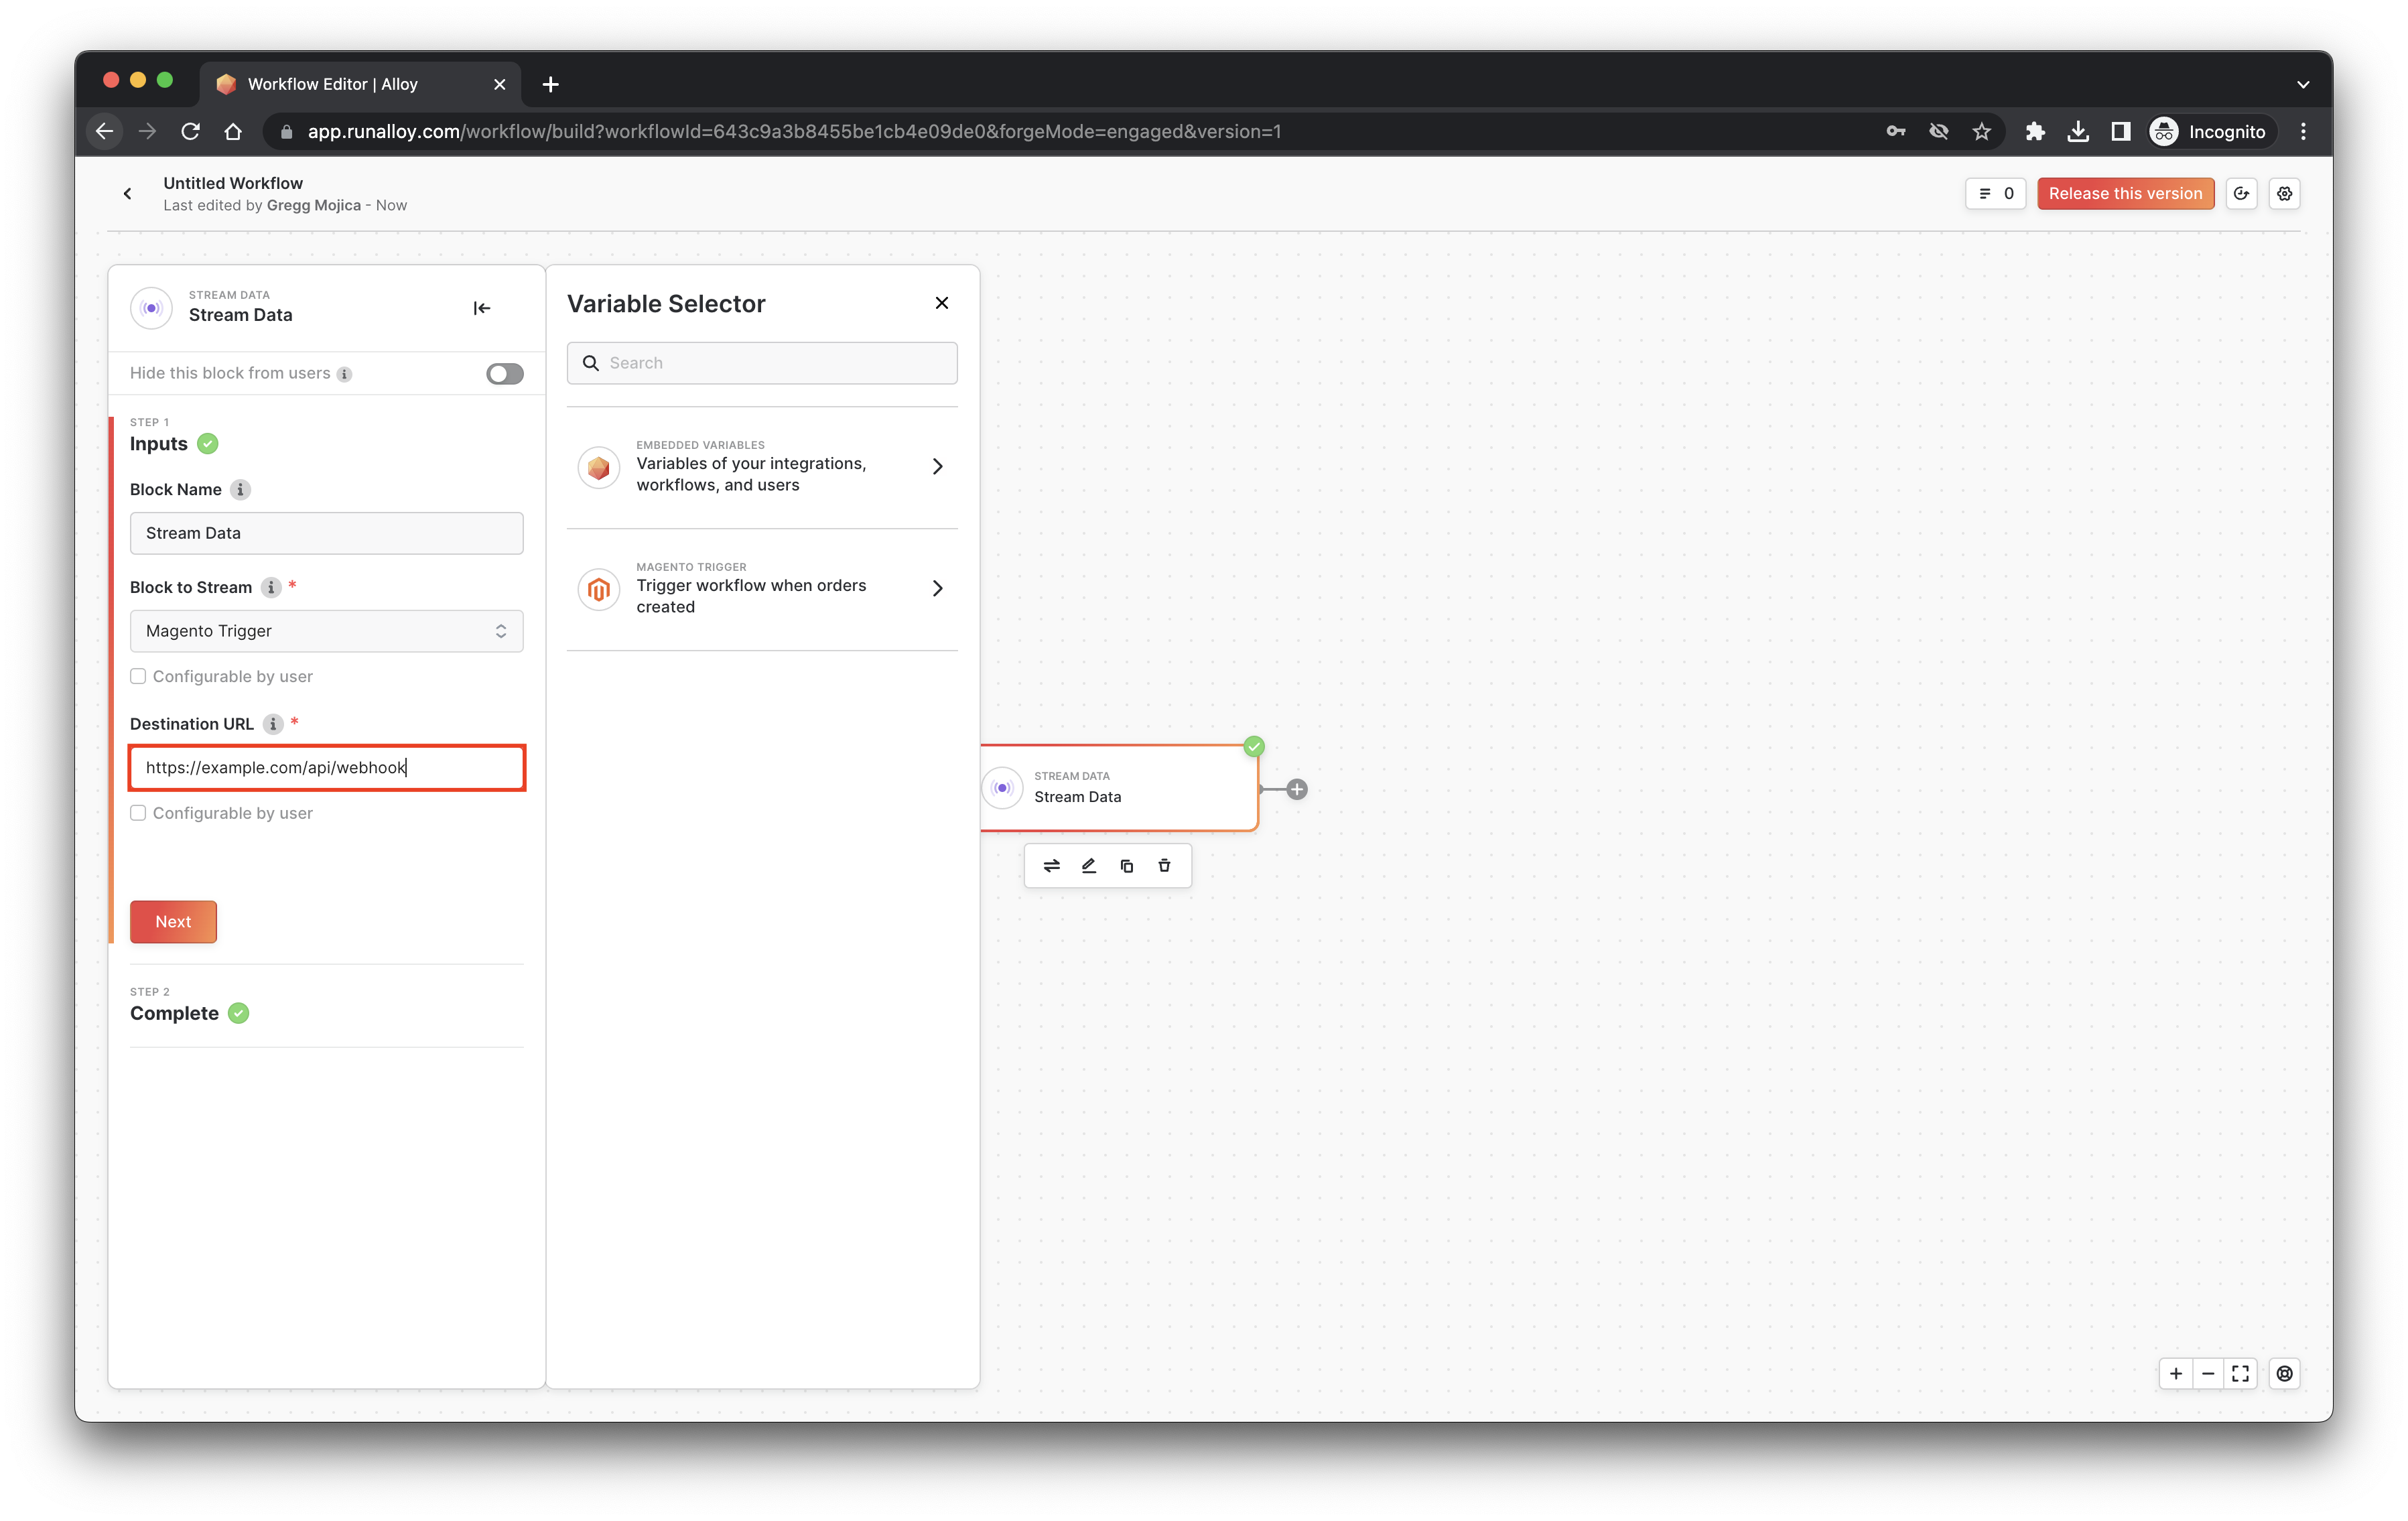 Workflow Editor | Alloy
app.runalloy.com/workflow/build?workflowId=643c9a3b8455be1cb4e09de0&forgeMode=engaged&version=1
Incognito
Untitled Workflow
Last edited by Gregg Mojica - Now
0
Release this version
STREAM DATA
Stream Data
Hide this block from users
STEP 1
Inputs
Block Name
Stream Data
Block to Stream *
Magento Trigger
Configurable by user
Destination URL *
https://example.com/api/webhook
Configurable by user
Next
STEP 2
Complete
Variable Selector
Search
EMBEDDED VARIABLES
Variables of your integrations,
workflows, and users
MAGENTO TRIGGER
Trigger workflow when orders
created
STREAM DATA
Stream Data